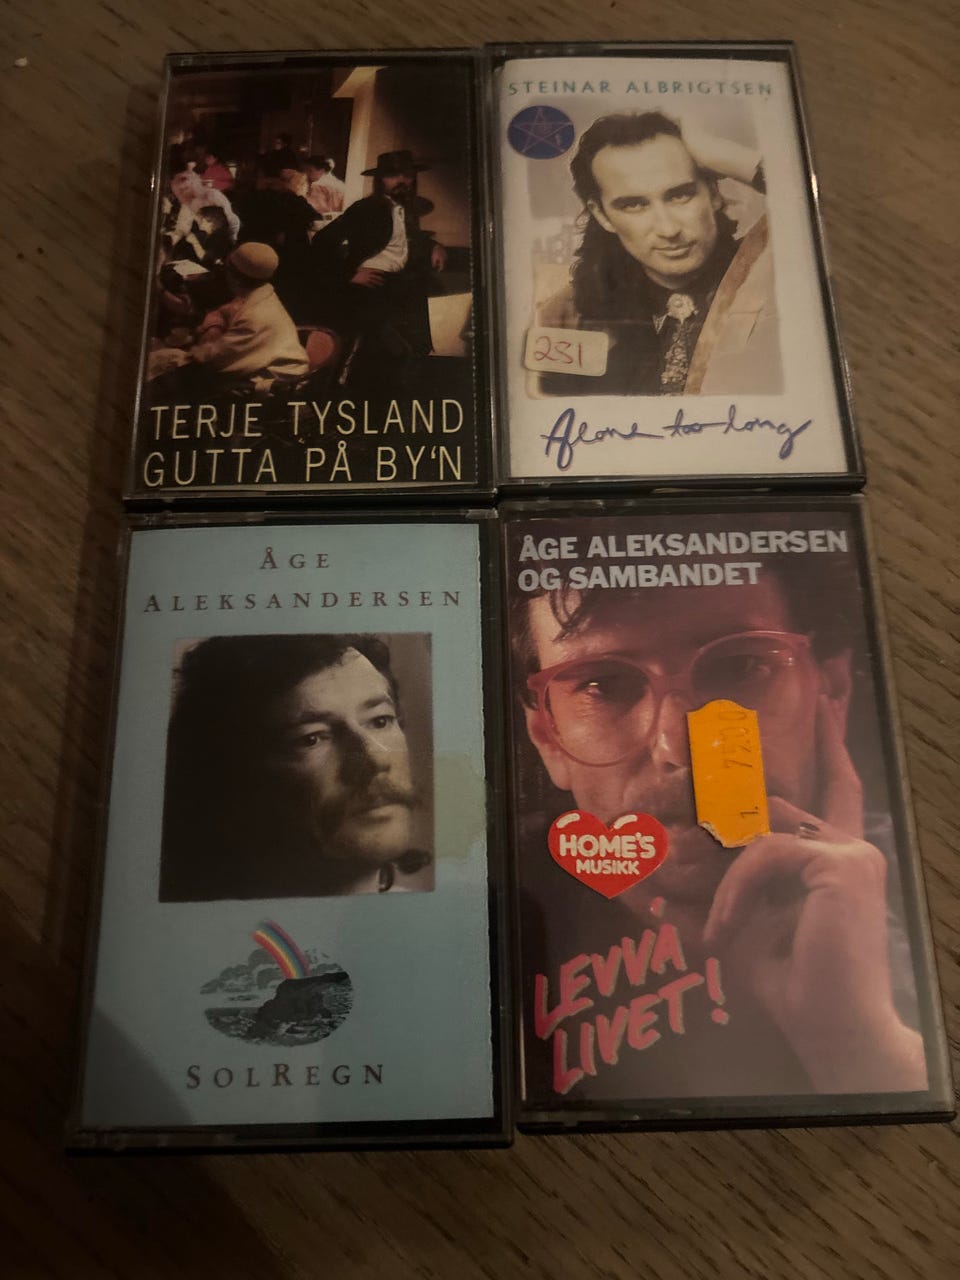 TERJE TYSLAND
GUTTA PÅ BY'N
STEINAR ALBRIGTSEN
251
Alone too long
ÅGE
ALEKSANDERSEN
SOLREGN
ÅGE ALEKSANDERSEN
OG SAMBANDET
HOME'S
MUSIKK
LEVVA
LIVET!